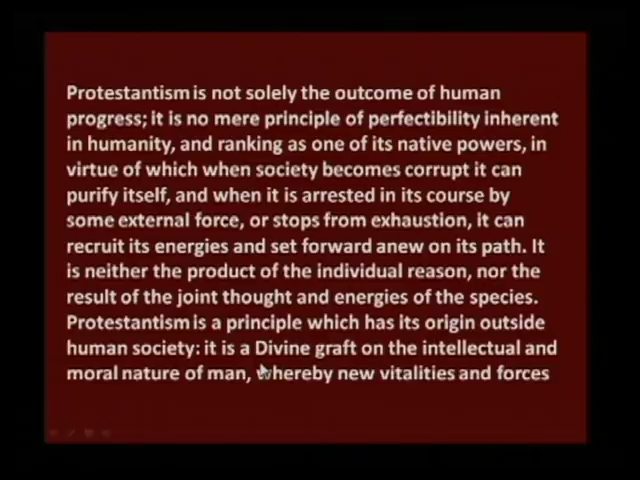 Protestantism is not solely the outcome of human
progress; it is no mere principle of perfectibility inherent
in humanity, and ranking as one of its native powers, in
virtue of which when society becomes corrupt it can
purify itself, and when it is arrested in its course by
some external force, or stops from exhaustion, it can
recruit its energies and set forward anew on its path. It
is neither the product of the individual reason, nor the
result of the joint thought and energies of the species.
Protestantism is a principle which has its origin outside
human society: it is a Divine graft on the intellectual and
moral nature of man, whereby new vitalities and forces